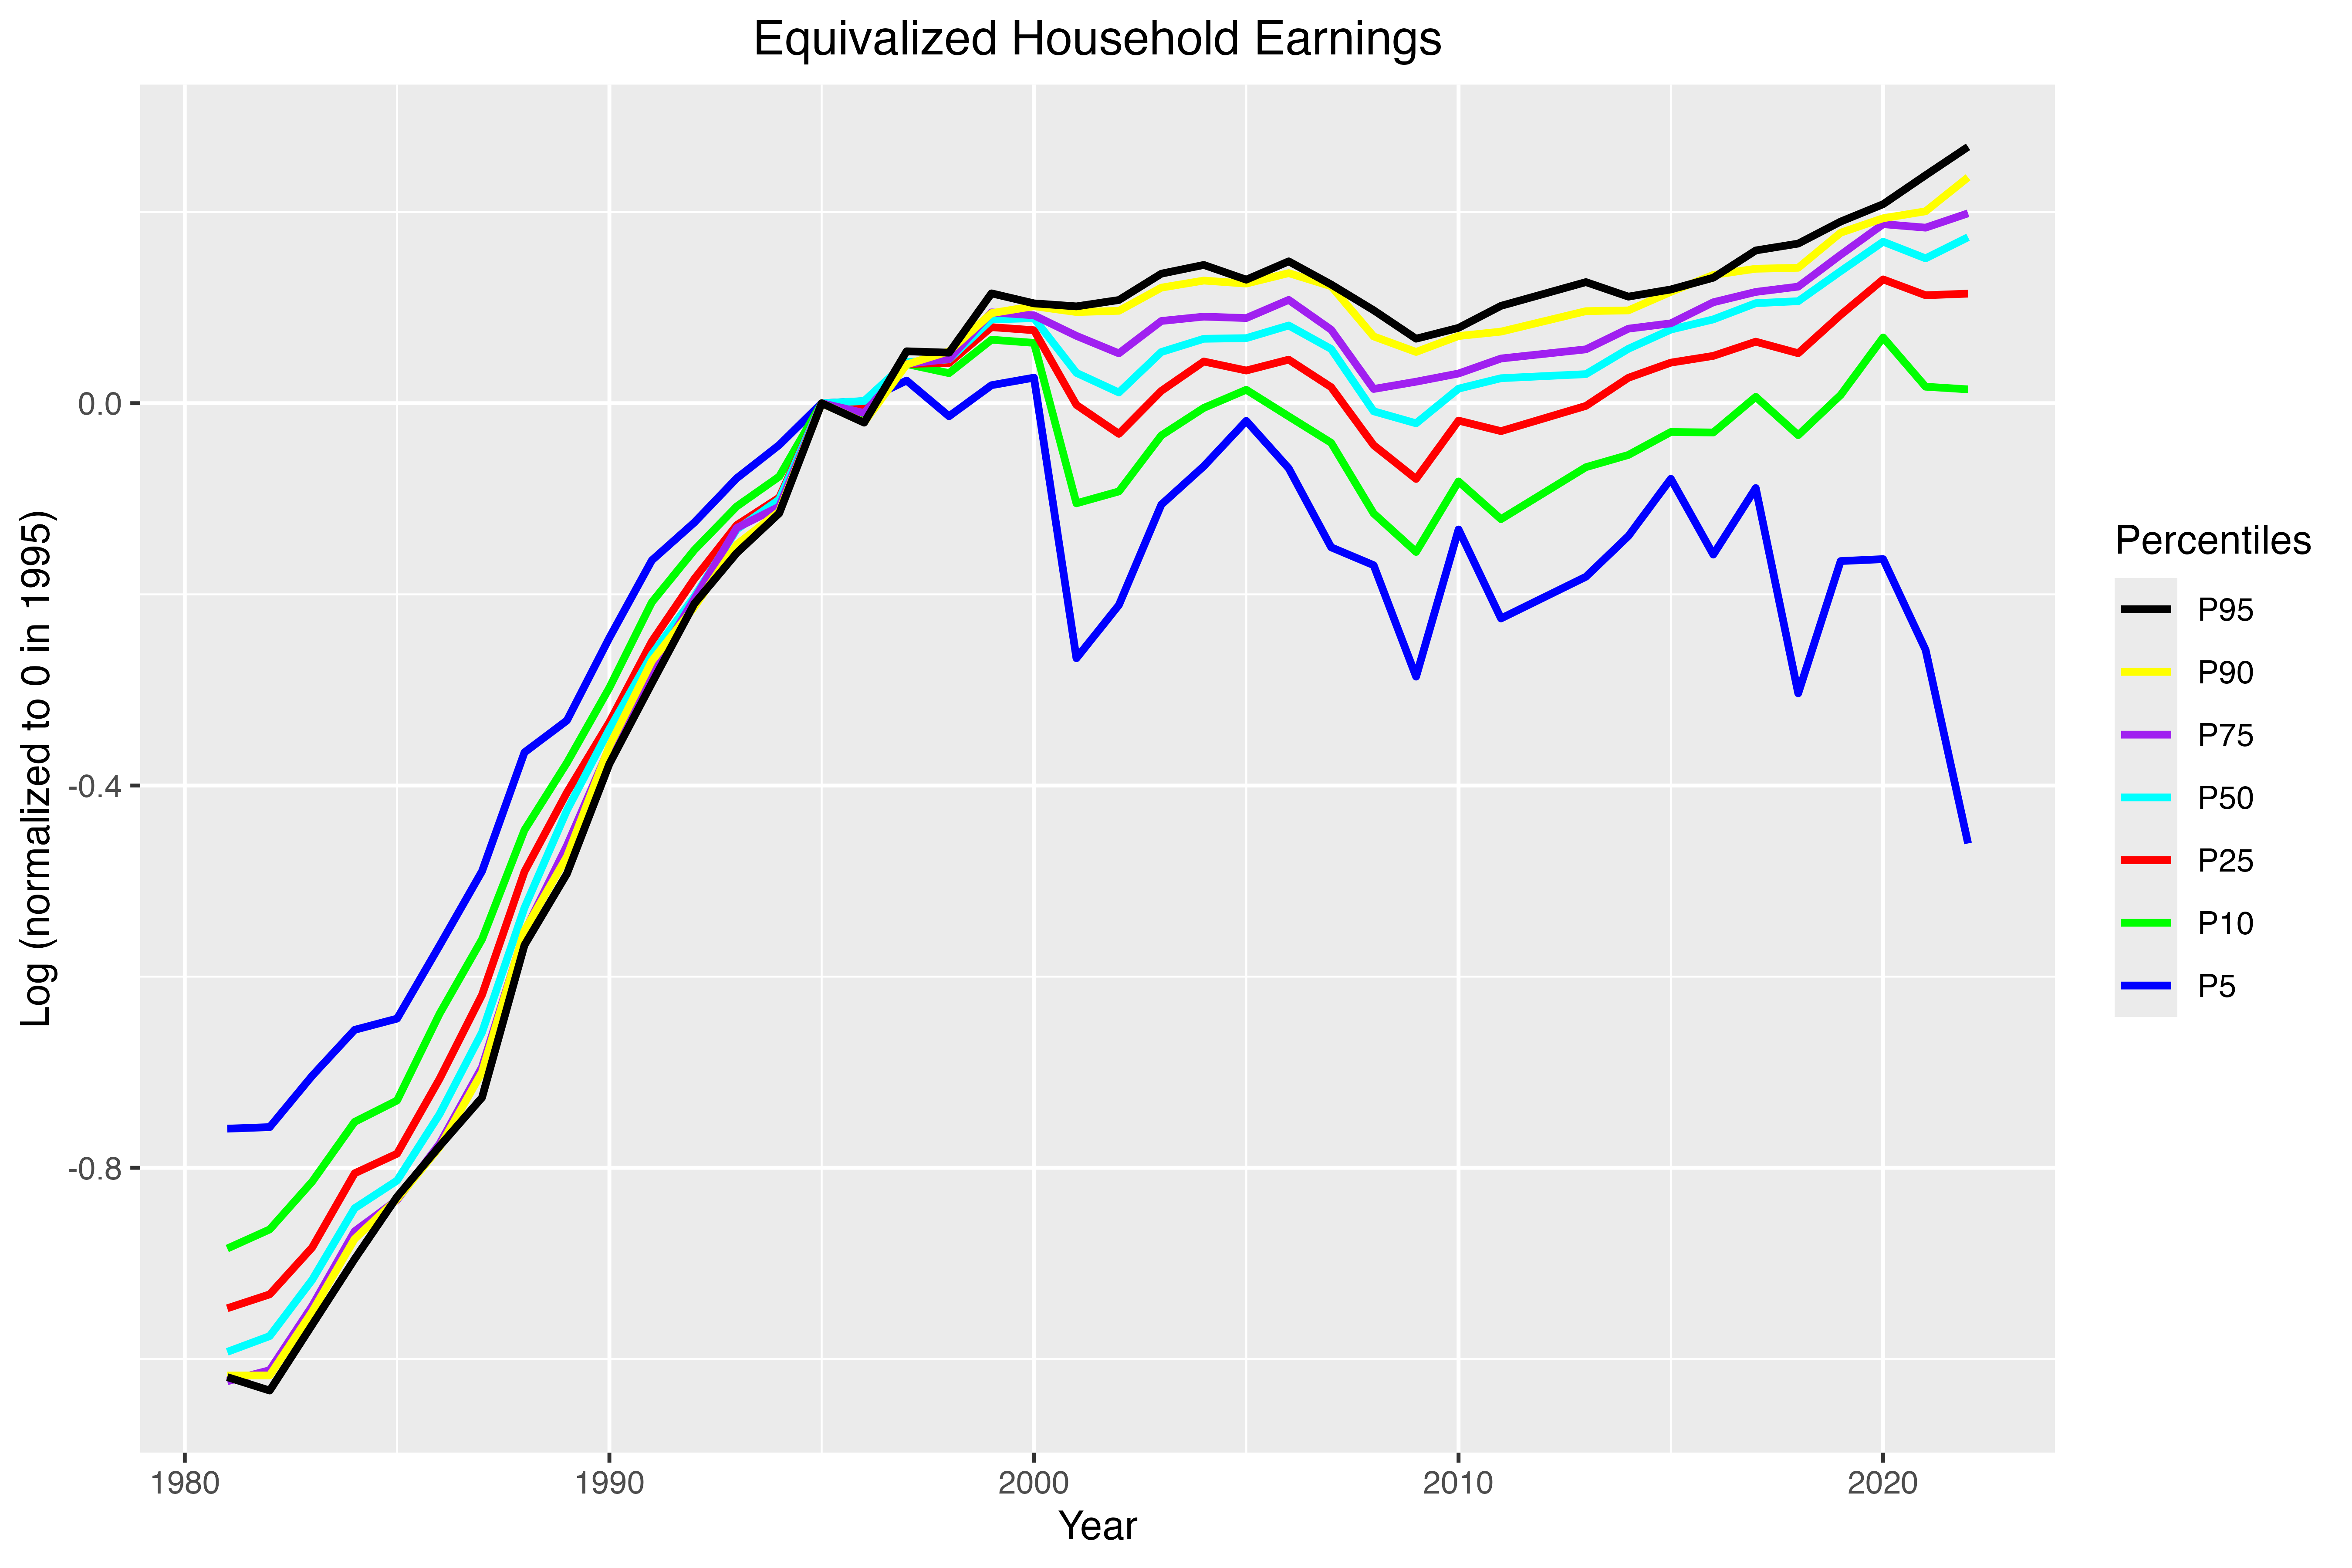 Equivalized Household Earnings
Log (normalized to 0 in 1995)
0.0
-0.4
-0.8
1980
1990
2000
2010
2020
Year
Percentiles
P95
P90
P75
P50
P25
P10
P5